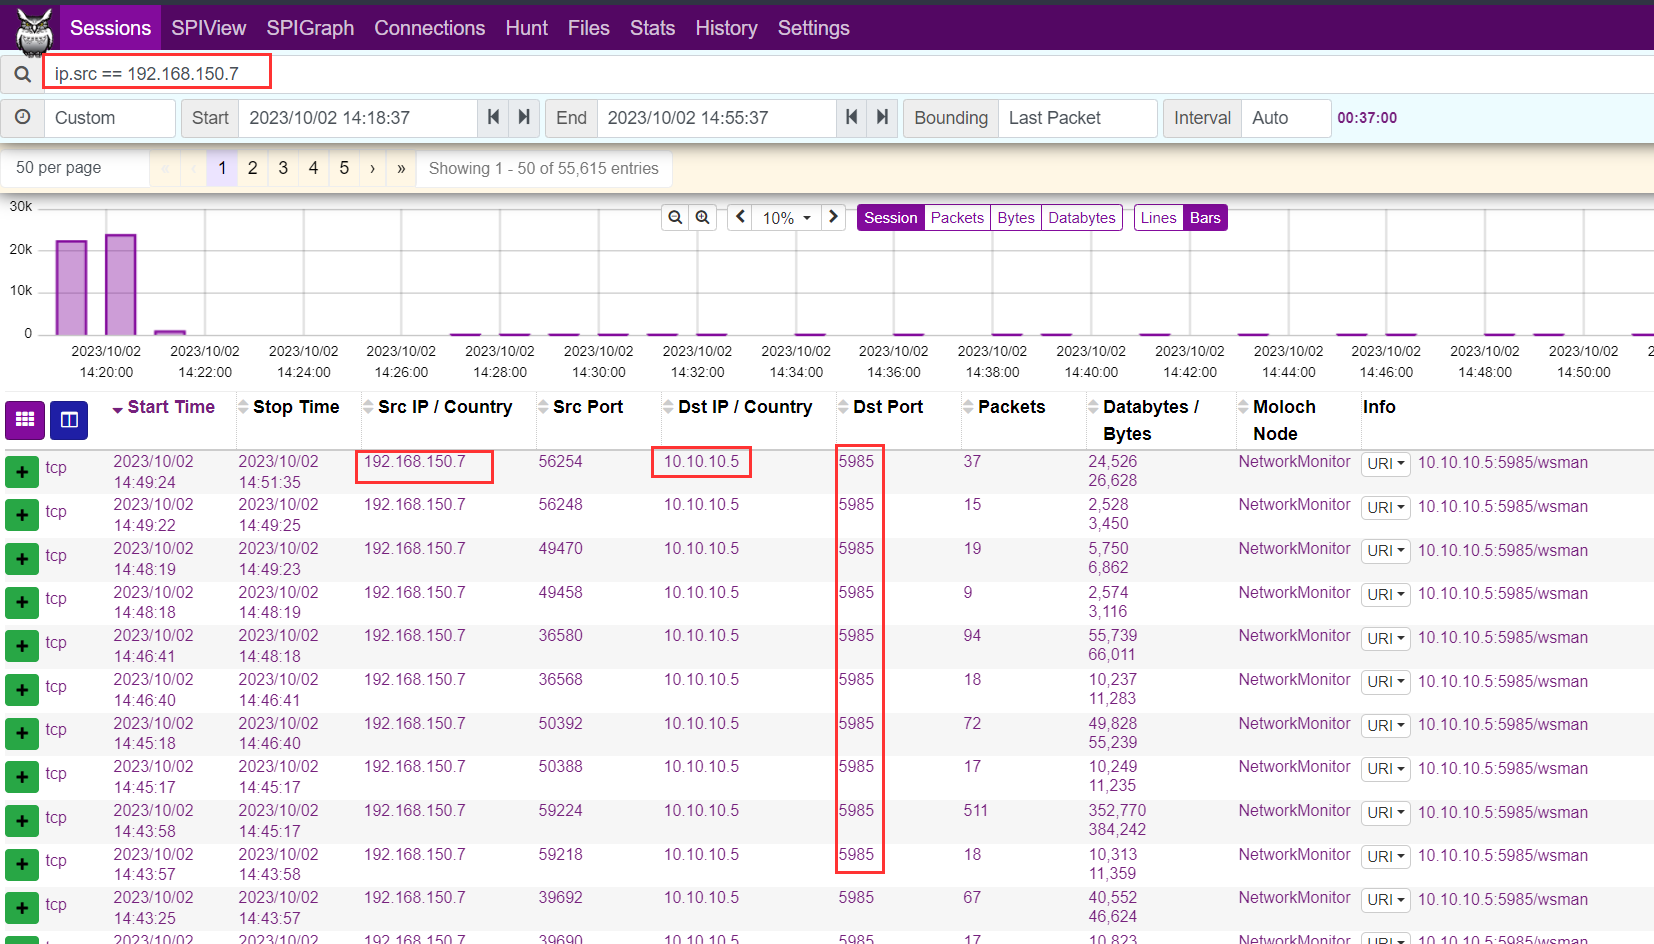 Sessions SPIView SPIGraph Connections Hunt Files Stats History Settings
ip.src == 192.168.150.7
Custom Start 2023/10/02 14:18:37 End 2023/10/02 14:55:37 Bounding Last Packet Interval Auto 00:37:00
50 per page « ‹ 1 2 3 4 5 › » Showing 1 - 50 of 55,615 entries
30k
10% Session Packets Bytes Databytes Lines Bars
20k
10k
0
2023/10/02 2023/10/02 2023/10/02 2023/10/02 2023/10/02 2023/10/02 2023/10/02 2023/10/02 2023/10/02 2023/10/02 2023/10/02 2023/10/02 2023/10/02 2023/10/02 2023/10/02 2023/10/02 2
14:20:00 14:22:00 14:24:00 14:26:00 14:28:00 14:30:00 14:32:00 14:34:00 14:36:00 14:38:00 14:40:00 14:42:00 14:44:00 14:46:00 14:48:00 14:50:00
Start Time Stop Time Src IP / Country Src Port Dst IP / Country Dst Port Packets Databytes / Moloch Info
Bytes Node
tcp 2023/10/02 2023/10/02 192.168.150.7 56254 10.10.10.5 5985 37 24,526 NetworkMonitor URI 10.10.10.5:5985/wsman
14:49:24 14:51:35 26,628
tcp 2023/10/02 2023/10/02 192.168.150.7 56248 10.10.10.5 5985 15 2,528 NetworkMonitor URI 10.10.10.5:5985/wsman
14:49:22 14:49:25 3,450
tcp 2023/10/02 2023/10/02 192.168.150.7 49470 10.10.10.5 5985 19 5,750 NetworkMonitor URI 10.10.10.5:5985/wsman
14:48:19 14:49:23 6,862
tcp 2023/10/02 2023/10/02 192.168.150.7 49458 10.10.10.5 5985 9 2,574 NetworkMonitor URI 10.10.10.5:5985/wsman
14:48:18 14:48:19 3,116
tcp 2023/10/02 2023/10/02 192.168.150.7 36580 10.10.10.5 5985 94 55,739 NetworkMonitor URI 10.10.10.5:5985/wsman
14:46:41 14:48:18 66,011
tcp 2023/10/02 2023/10/02 192.168.150.7 36568 10.10.10.5 5985 18 10,237 NetworkMonitor URI 10.10.10.5:5985/wsman
14:46:40 14:46:41 11,283
tcp 2023/10/02 2023/10/02 192.168.150.7 50392 10.10.10.5 5985 72 49,828 NetworkMonitor URI 10.10.10.5:5985/wsman
14:45:18 14:46:40 55,239
tcp 2023/10/02 2023/10/02 192.168.150.7 50388 10.10.10.5 5985 17 10,249 NetworkMonitor URI 10.10.10.5:5985/wsman
14:45:17 14:45:17 11,235
tcp 2023/10/02 2023/10/02 192.168.150.7 59224 10.10.10.5 5985 511 352,770 NetworkMonitor URI 10.10.10.5:5985/wsman
14:43:58 14:45:17 384,242
tcp 2023/10/02 2023/10/02 192.168.150.7 59218 10.10.10.5 5985 18 10,313 NetworkMonitor URI 10.10.10.5:5985/wsman
14:43:57 14:43:58 11,359
tcp 2023/10/02 2023/10/02 192.168.150.7 39692 10.10.10.5 5985 67 40,552 NetworkMonitor URI 10.10.10.5:5985/wsman
14:43:25 14:43:57 46,624
tcp 2023/10/02 2023/10/02 192.168.150.7 39690 10.10.10.5 5985 17 10,823 NetworkMonitor URI 10.10.10.5:5985/wsman